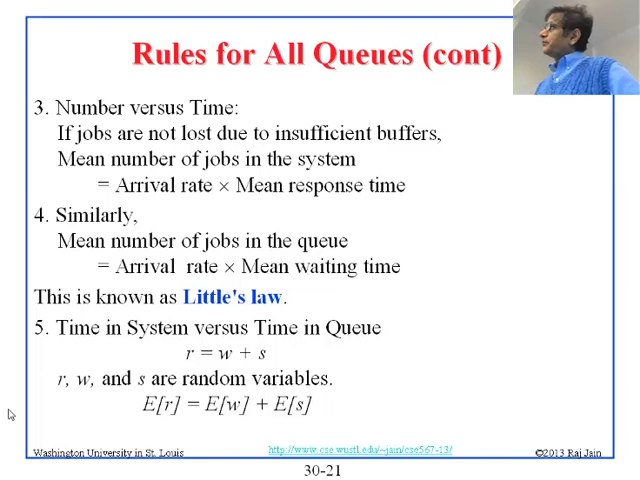 Rules for All Queues (cont)
3. Number versus Time:
If jobs are not lost due to insufficient buffers,
Mean number of jobs in the system
= Arrival rate × Mean response time
4. Similarly,
Mean number of jobs in the queue
= Arrival rate × Mean waiting time
This is known as Little's law.
5. Time in System versus Time in Queue
r = w + s
r, w, and s are random variables.
E[r] = E[w] + E[s]
Washington University in St. Louis
http://www.cse.wustl.edu/~jain/cse567-13/
©2013 Raj Jain
30-21